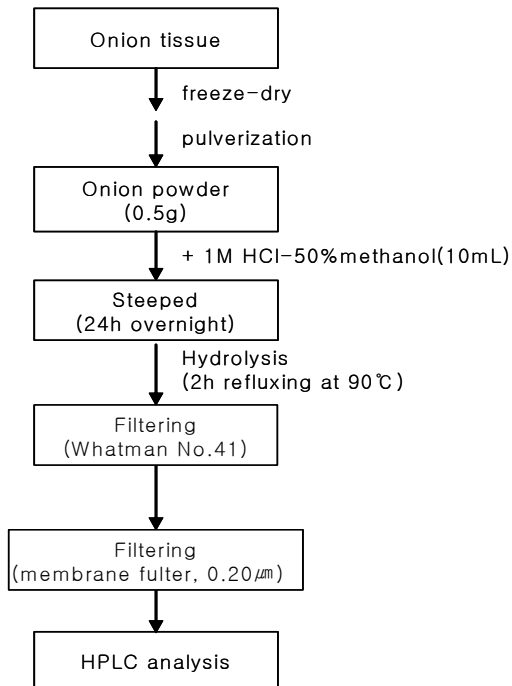 Onion tissue
freeze-dry
pulverization
Onion powder
(0.5g)
+ 1M HCl-50%methanol(10mL)
Steeped
(24h overnight)
Hydrolysis
(2h refluxing at 90℃)
Filtering
(Whatman No.41)
Filtering
(membrane fulter, 0.20㎛)
HPLC analysis